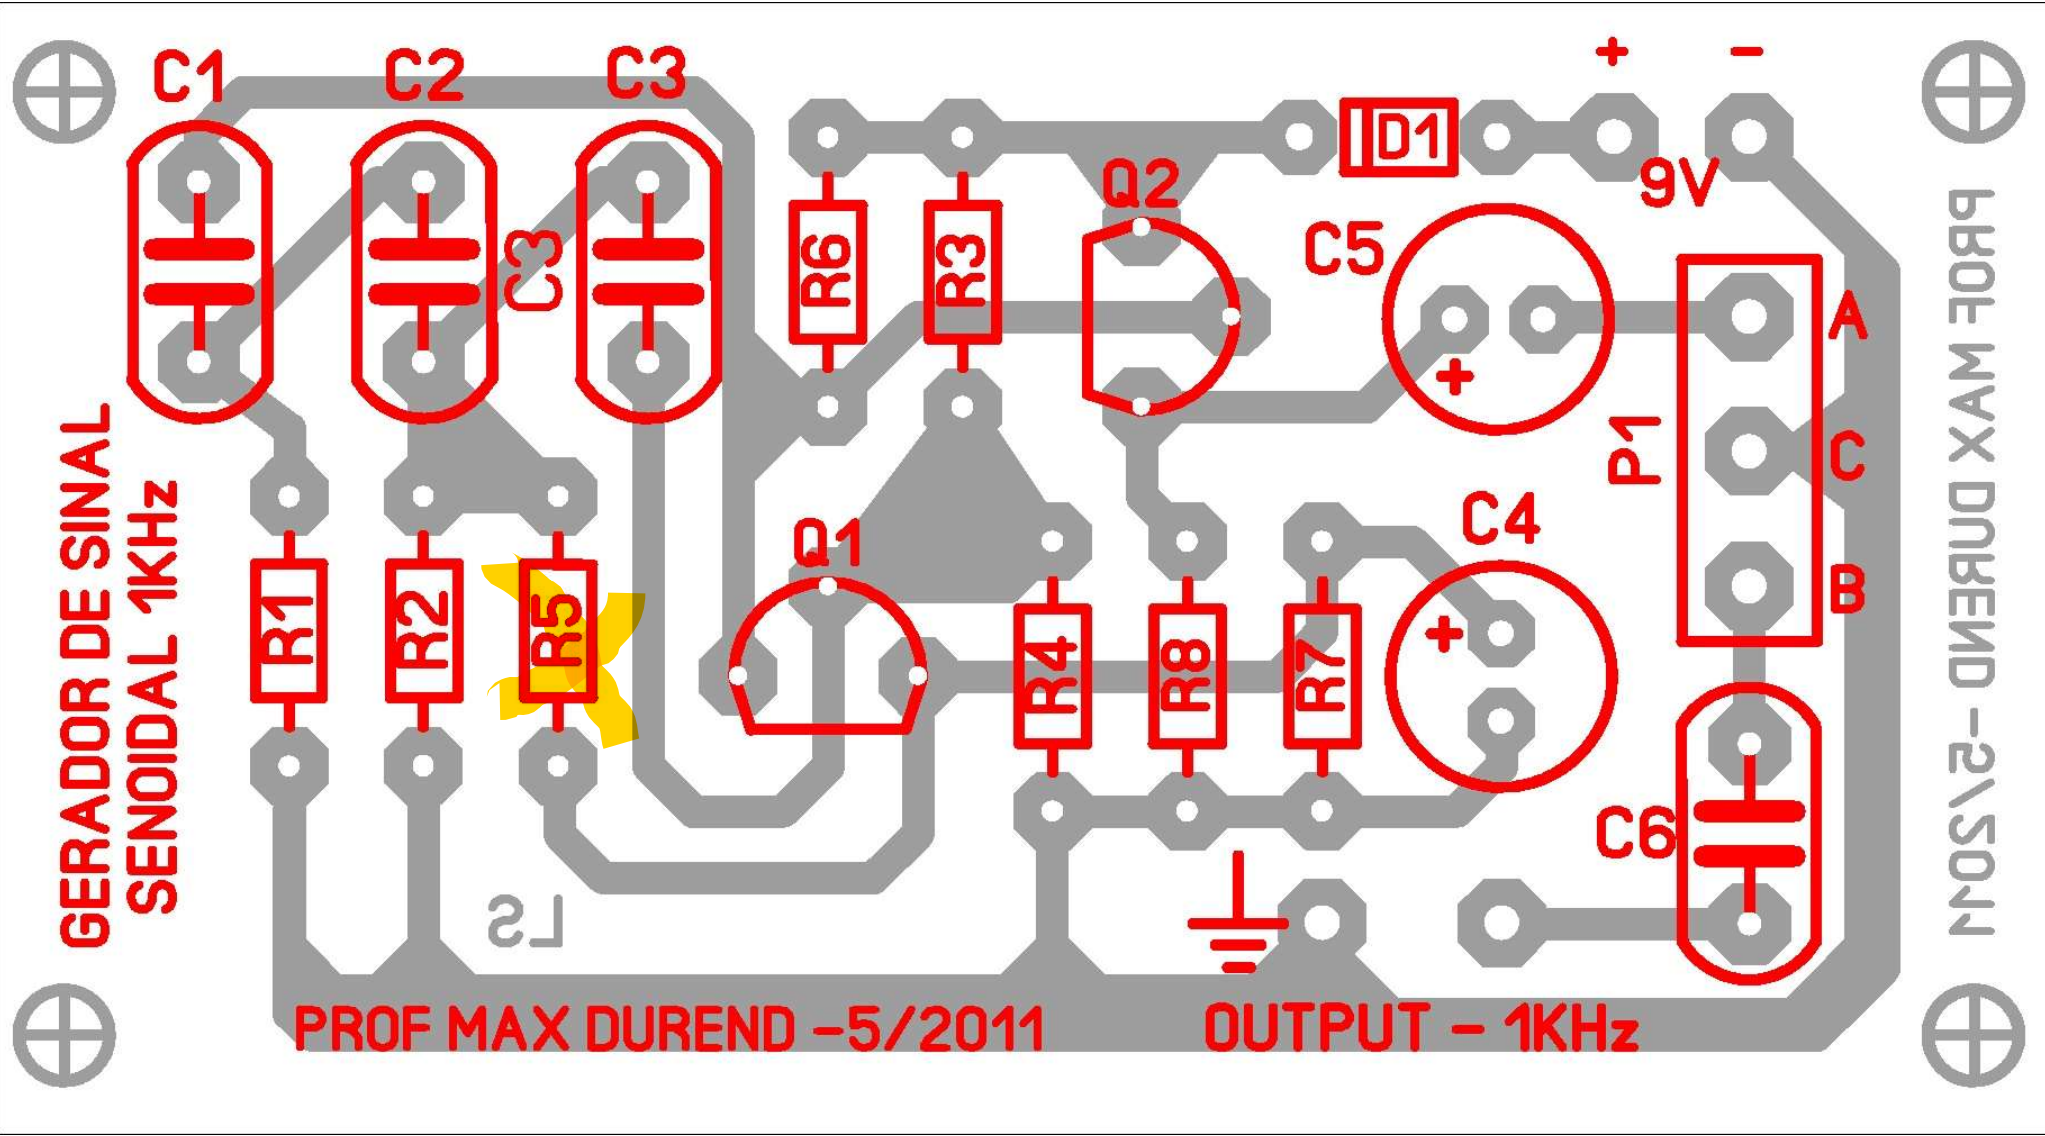 C1
C2
C3
+ -
D1
9V
Q2
C3
R6
R3
C5
+
A
P1
C
B
Q1
C4
+
R1
R2
R5
R4
R8
R7
C6
GERADOR DE SINAL
SENOIDAL 1KHz
LS
PROF MAX DUREND -5/2011
OUTPUT - 1KHz
PROF MAX DUREND -5/2011